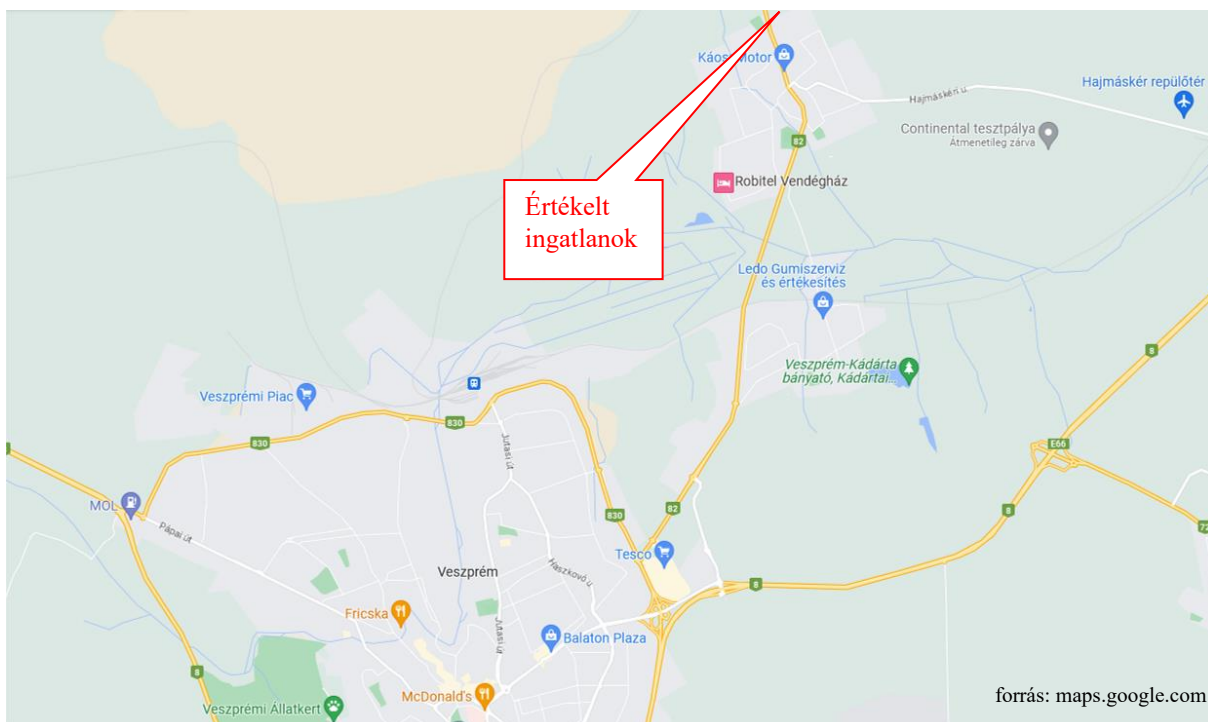 Káosz Motor
Hajmáskér repülőtér
Hajmáskéri u.
Continental tesztpálya
Átmenetileg zárva
82
Robitel Vendégház
Értékelt
ingatlanok
Ledo Gumiszerviz
és értékesítés
8
Veszprém-Kádárta
bányató, Kádártai...
Veszprémi Piac
830
830
E66
Jutasi út
MOL
8
Pápai út
830
82
72
Tesco
Veszprém
Haszkovó u.
8
Fricska
Jutasi út
Balaton Plaza
8
McDonald's
Veszprémi Állatkert
forrás: maps.google.com